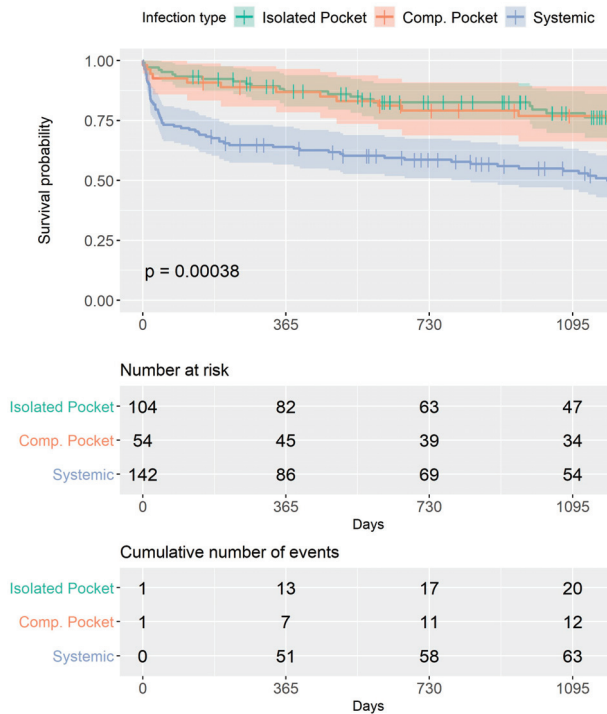 Infection type Isolated Pocket Comp. Pocket Systemic
Survival probability
1.00
0.75
0.50
0.25
0.00
p = 0.00038
0 365 730 1095
Number at risk
Isolated Pocket 104 82 63 47
Comp. Pocket 54 45 39 34
Systemic 142 86 69 54
0 365 730 1095
Days
Cumulative number of events
Isolated Pocket 1 13 17 20
Comp. Pocket 1 7 11 12
Systemic 0 51 58 63
0 365 730 1095
Days